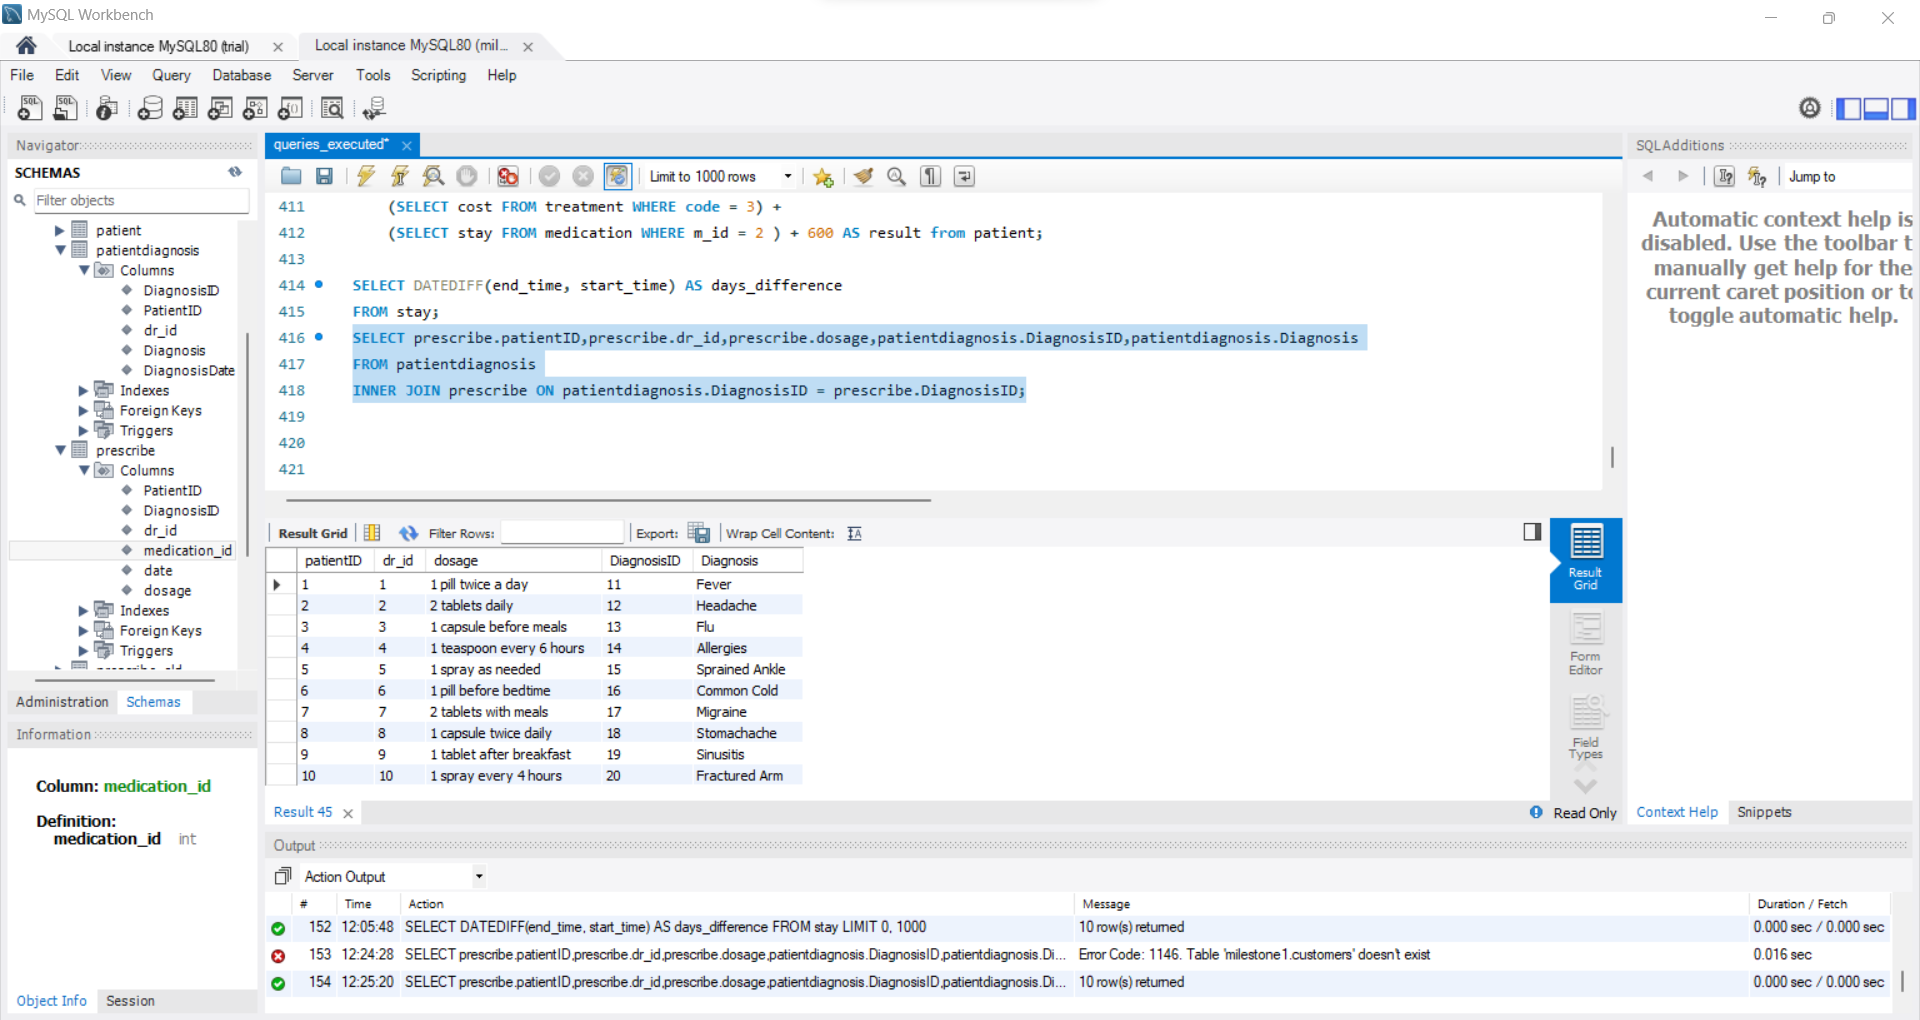 MySQL Workbench
Local instance MySQL80 (trial)
Local instance MySQL80 (mil...
File Edit View Query Database Server Tools Scripting Help
Navigator
SCHEMAS
Filter objects
patient
patientdiagnosis
Columns
DiagnosisID
PatientID
dr_id
Diagnosis
DiagnosisDate
Indexes
Foreign Keys
Triggers
prescribe
Columns
PatientID
DiagnosisID
dr_id
medication_id
date
dosage
Indexes
Foreign Keys
Triggers
Administration Schemas
Information
Column: medication_id
Definition:
medication_id int
Object Info Session
queries_executed*
Limit to 1000 rows
411 (SELECT cost FROM treatment WHERE code = 3) +
412 (SELECT stay FROM medication WHERE m_id = 2 ) + 600 AS result from patient;
413
414 SELECT DATEDIFF(end_time, start_time) AS days_difference
415 FROM stay;
416 SELECT prescribe.patientID,prescribe.dr_id,prescribe.dosage,patientdiagnosis.DiagnosisID,patientdiagnosis.Diagnosis
417 FROM patientdiagnosis
418 INNER JOIN prescribe ON patientdiagnosis.DiagnosisID = prescribe.DiagnosisID;
419
420
421
Result Grid Filter Rows: Export: Wrap Cell Content:
patientID dr_id dosage DiagnosisID Diagnosis
1 1 1 pill twice a day 11 Fever
2 2 2 tablets daily 12 Headache
3 3 1 capsule before meals 13 Flu
4 4 1 teaspoon every 6 hours 14 Allergies
5 5 1 spray as needed 15 Sprained Ankle
6 6 1 pill before bedtime 16 Common Cold
7 7 2 tablets with meals 17 Migraine
8 8 1 capsule twice daily 18 Stomachache
9 9 1 tablet after breakfast 19 Sinusitis
10 10 1 spray every 4 hours 20 Fractured Arm
Result Grid
Form Editor
Field Types
Result 45
Read Only
SQLAdditions
Jump to
Automatic context help is
disabled. Use the toolbar t
manually get help for the
current caret position or to
toggle automatic help.
Context Help Snippets
Output
Action Output
# Time Action Message Duration / Fetch
152 12:05:48 SELECT DATEDIFF(end_time, start_time) AS days_difference FROM stay LIMIT 0, 1000 10 row(s) returned 0.000 sec / 0.000 sec
153 12:24:28 SELECT prescribe.patientID,prescribe.dr_id,prescribe.dosage,patientdiagnosis.DiagnosisID,patientdiagnosis.Di... Error Code: 1146. Table 'milestone1.customers' doesn't exist 0.016 sec
154 12:25:20 SELECT prescribe.patientID,prescribe.dr_id,prescribe.dosage,patientdiagnosis.DiagnosisID,patientdiagnosis.Di... 10 row(s) returned 0.000 sec / 0.000 sec